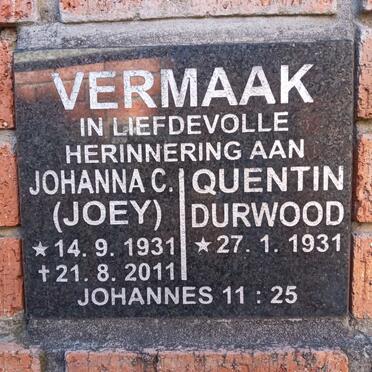 VERMAAK
IN LIEFDEVOLLE
HERINNERING AAN
JOHANNA C. QUENTIN
(JOEY) DURWOOD
★ 14. 9. 1931 ★ 27. 1. 1931
✝ 21. 8. 2011
JOHANNES 11 : 25